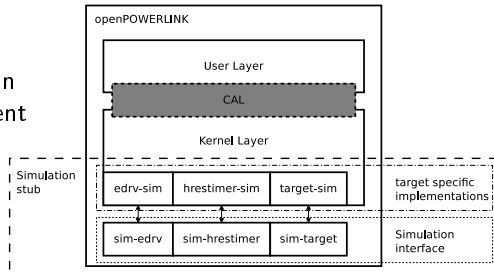 openPOWERLINK
User Layer
CAL
Kernel Layer
Simulation
stub
edrv-sim hrestimer-sim target-sim
target specific
implementations
sim-edrv sim-hrestimer sim-target
Simulation
interface